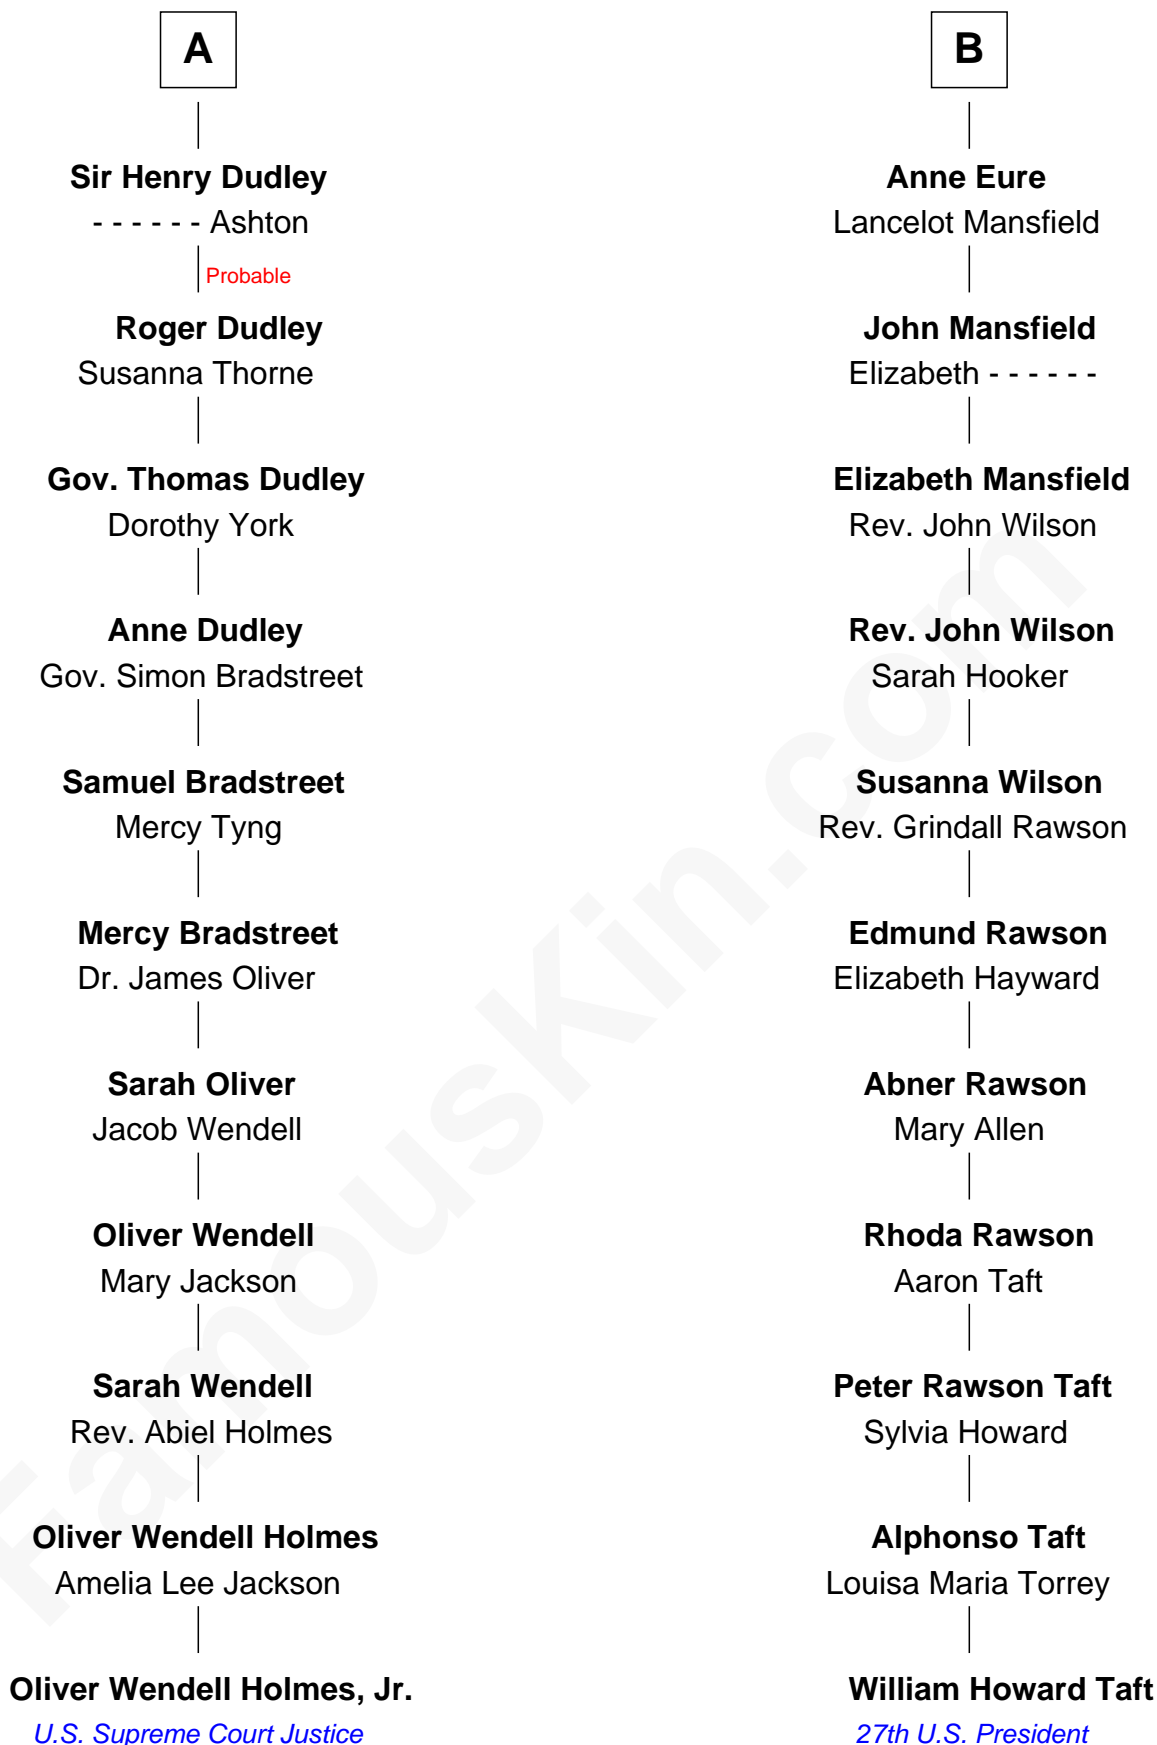 A
Sir Henry Dudley
- - - - - - Ashton
Probable
Roger Dudley
Susanna Thorne
Gov. Thomas Dudley
Dorothy York
Anne Dudley
Gov. Simon Bradstreet
Samuel Bradstreet
Mercy Tyng
Mercy Bradstreet
Dr. James Oliver
Sarah Oliver
Jacob Wendell
Oliver Wendell
Mary Jackson
Sarah Wendell
Rev. Abiel Holmes
Oliver Wendell Holmes
Amelia Lee Jackson
Oliver Wendell Holmes, Jr.
U.S. Supreme Court Justice
B
Anne Eure
Lancelot Mansfield
John Mansfield
Elizabeth - - - - - -
Elizabeth Mansfield
Rev. John Wilson
Rev. John Wilson
Sarah Hooker
Susanna Wilson
Rev. Grindall Rawson
Edmund Rawson
Elizabeth Hayward
Abner Rawson
Mary Allen
Rhoda Rawson
Aaron Taft
Peter Rawson Taft
Sylvia Howard
Alphonso Taft
Louisa Maria Torrey
William Howard Taft
27th U.S. President
FamousKin.com